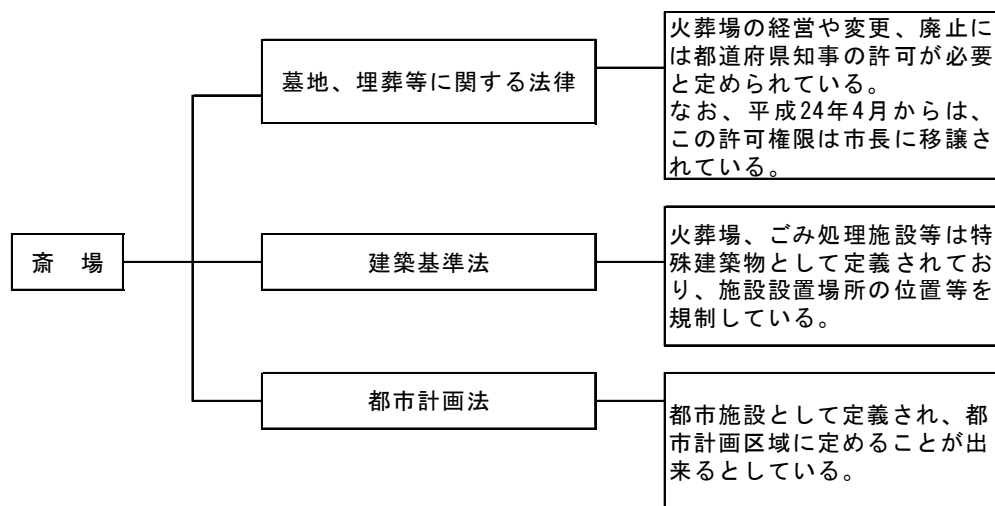 斎　場
墓地、埋葬等に関する法律
火葬場の経営や変更、廃止に
は都道府県知事の許可が必要
と定められている。
なお、平成24年4月からは、
この許可権限は市長に移譲さ
れている。
建築基準法
火葬場、ごみ処理施設等は特
殊建築物として定義されてお
り、施設設置場所の位置等を
規制している。
都市計画法
都市施設として定義され、都
市計画区域に定めることが出
来るとしている。